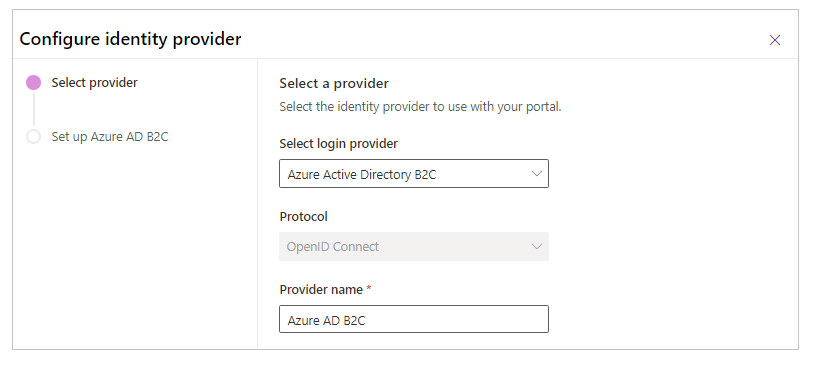 Configure identity provider
Select provider
Set up Azure AD B2C
Select a provider
Select the identity provider to use with your portal.
Select login provider
Azure Active Directory B2C
Protocol
OpenID Connect
Provider name *
Azure AD B2C